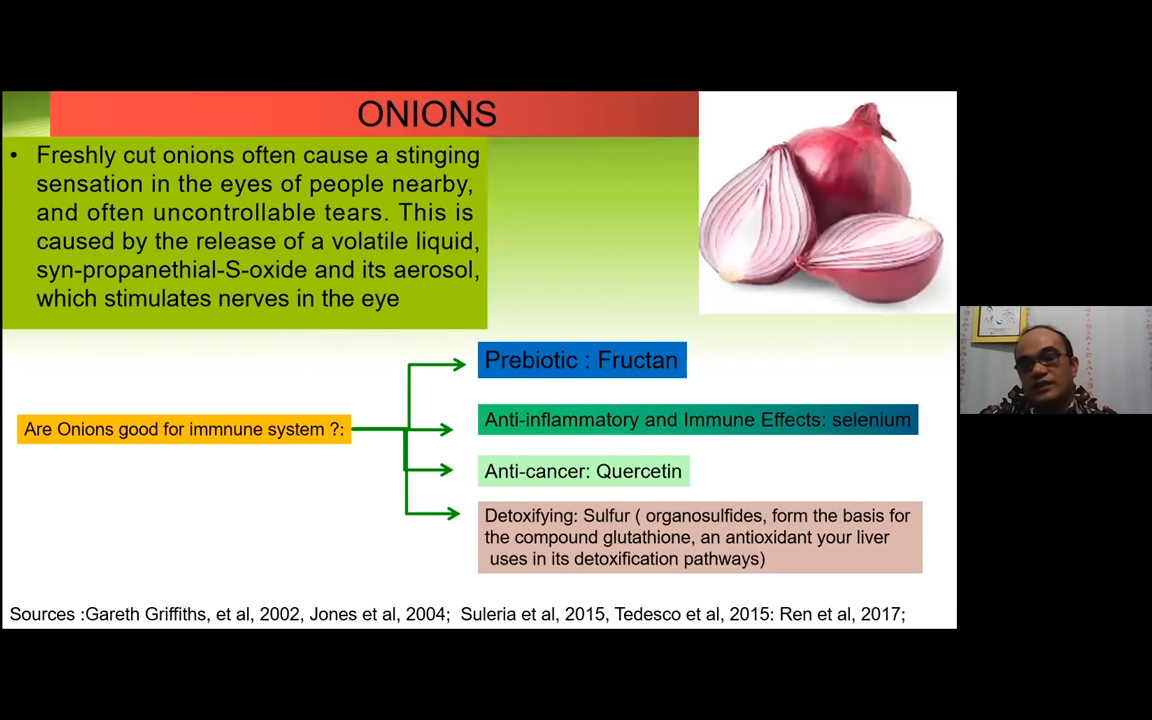 ONIONS
• Freshly cut onions often cause a stinging
sensation in the eyes of people nearby,
and often uncontrollable tears. This is
caused by the release of a volatile liquid,
syn-propanethial-S-oxide and its aerosol,
which stimulates nerves in the eye
Are Onions good for immnune system ?:
Prebiotic : Fructan
Anti-inflammatory and Immune Effects: selenium
Anti-cancer: Quercetin
Detoxifying: Sulfur ( organosulfides, form the basis for
the compound glutathione, an antioxidant your liver
uses in its detoxification pathways)
Sources :Gareth Griffiths, et al, 2002, Jones et al, 2004; Suleria et al, 2015, Tedesco et al, 2015: Ren et al, 2017;